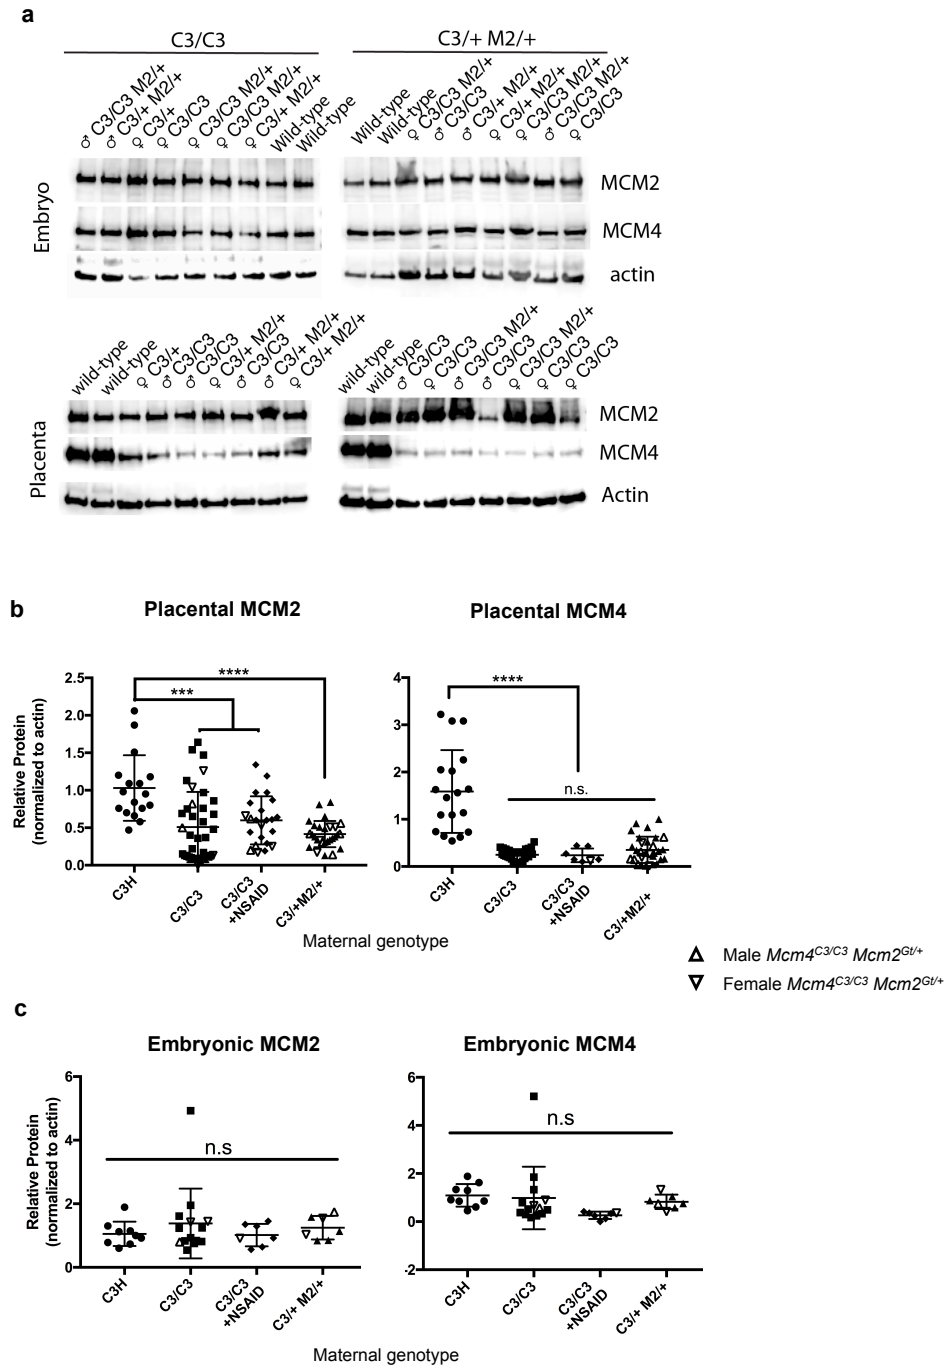 a
C3/C3
C3/+ M2/+
♂ C3/C3 M2/+
♂ C3/+ M2/+
♀ C3/+
♀ C3/C3
♀ C3/C3 M2/+
♀ C3/C3 M2/+
♀ C3/+ M2/+
Wild-type
Wild-type
Wild-type
Wild-type
♀ C3/C3 M2/+
♂ C3/C3
♂ C3/+ M2/+
♀ C3/+ M2/+
♀ C3/C3 M2/+
♂ C3/C3 M2/+
♀ C3/C3
Embryo
MCM2
MCM4
actin
wild-type
wild-type
♀ C3/+
♂ C3/C3
♂ C3/C3
♀ C3/+ M2/+
♂ C3/C3
♂ C3/+ M2/+
♀ C3/+ M2/+
wild-type
wild-type
♂ C3/C3
♀ C3/C3
♂ C3/C3 M2/+
♂ C3/C3
♀ C3/C3 M2/+
♀ C3/C3
♀ C3/C3
Placenta
MCM2
MCM4
Actin
b
Placental MCM2
Placental MCM4
Relative Protein
(normalized to actin)
2.5
2.0
1.5
1.0
0.5
0.0
****
***
C3H
C3/C3
C3/C3
+NSAID
C3/+M2/+
4
3
2
1
0
****
n.s.
C3H
C3/C3
C3/C3
+NSAID
C3/+M2/+
Maternal genotype
Male Mcm4C3/C3 Mcm2Gt/+
Female Mcm4C3/C3 Mcm2Gt/+
c
Embryonic MCM2
Embryonic MCM4
Relative Protein
(normalized to actin)
6
4
2
0
n.s
C3H
C3/C3
C3/C3
+NSAID
C3/+ M2/+
6
4
2
0
-2
n.s
C3H
C3/C3
C3/C3
+NSAID
C3/+ M2/+
Maternal genotype